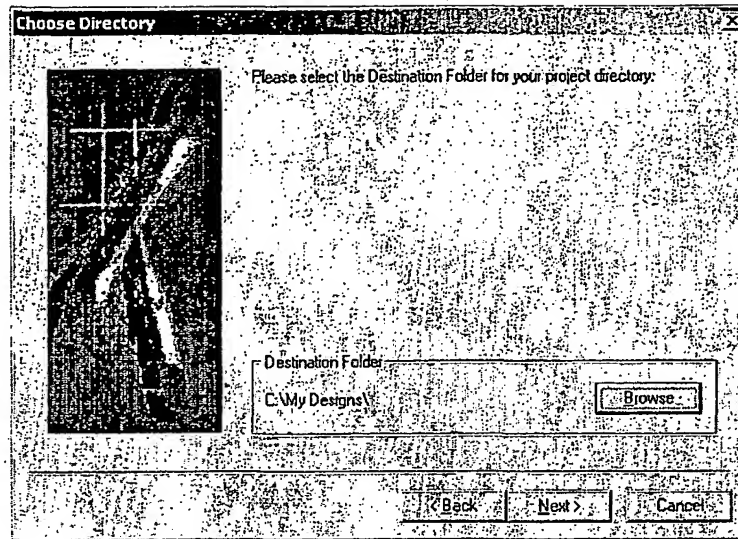 Choose Directory
Please select the Destination Folder for your project directory:
Destination Folder
C:\My Designs\
Browse
< Back
Next >
Cancel